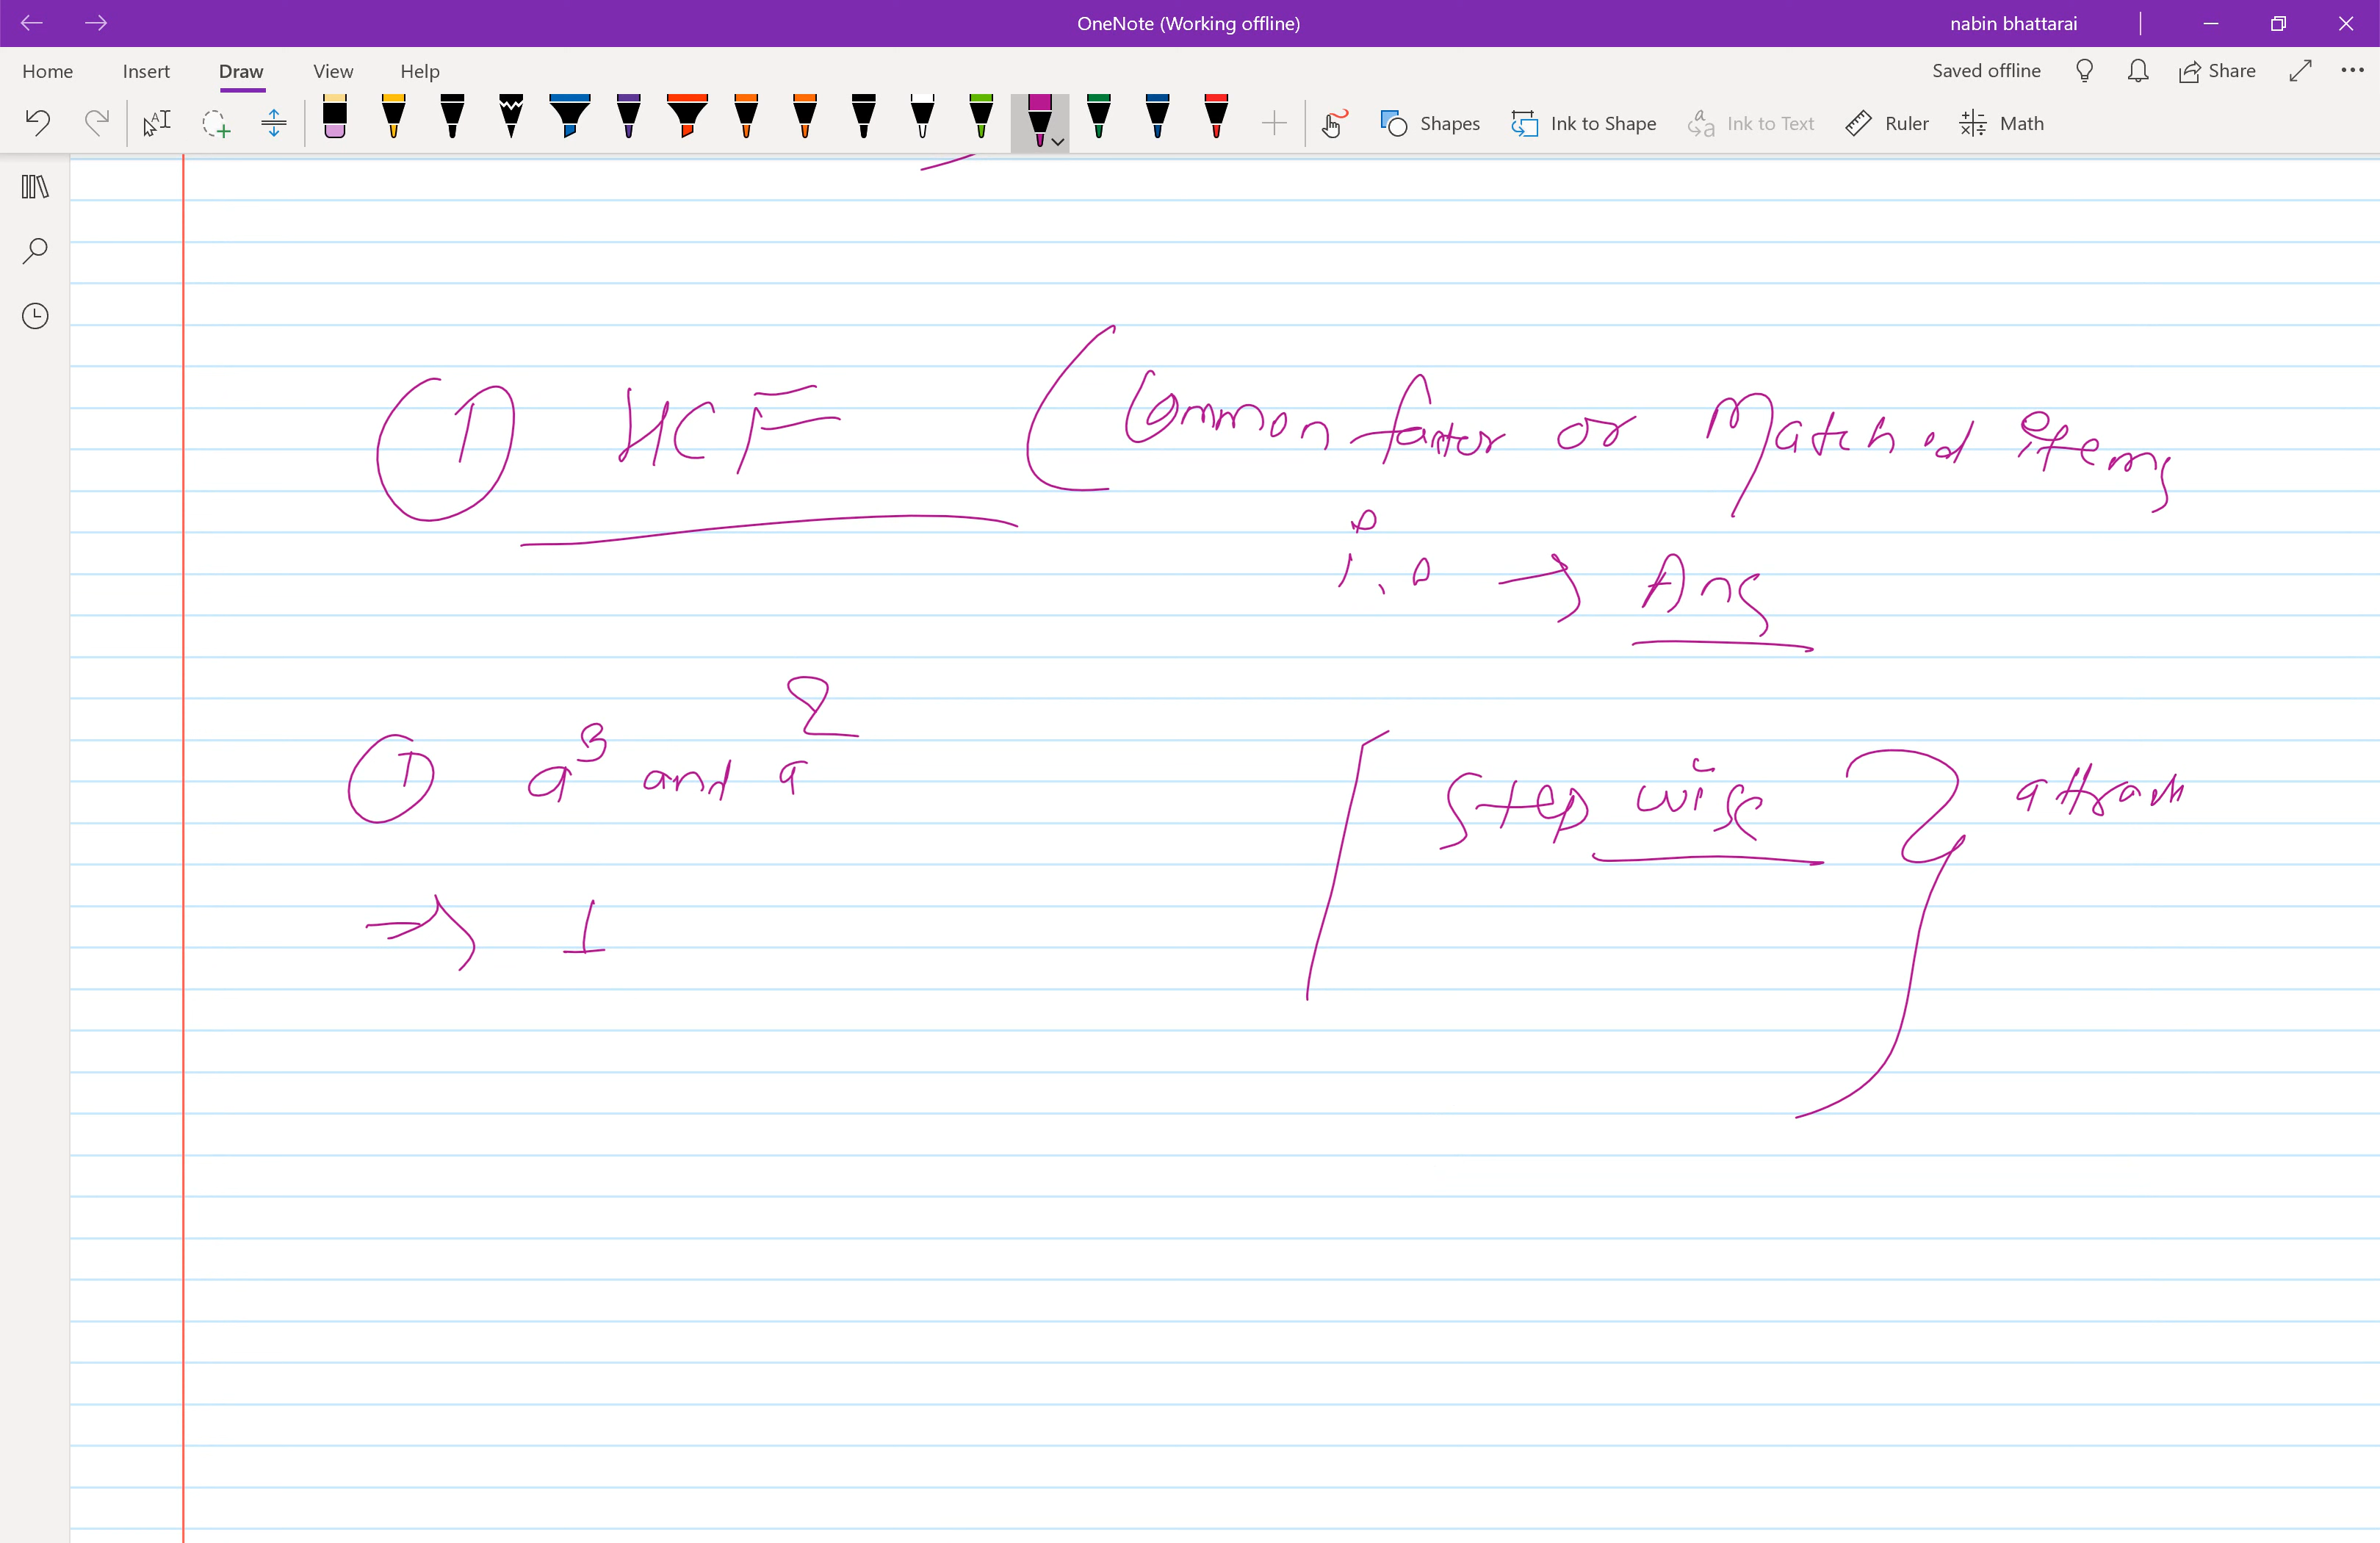 OneNote (Working offline) nabin bhattarai
Home Insert Draw View Help Saved offline Share
Shapes Ink to Shape Ink to Text Ruler Math
① HCF (Common factor or Matched items
i.e → Ans
① a³ and a²
Step wise
⇒ 1